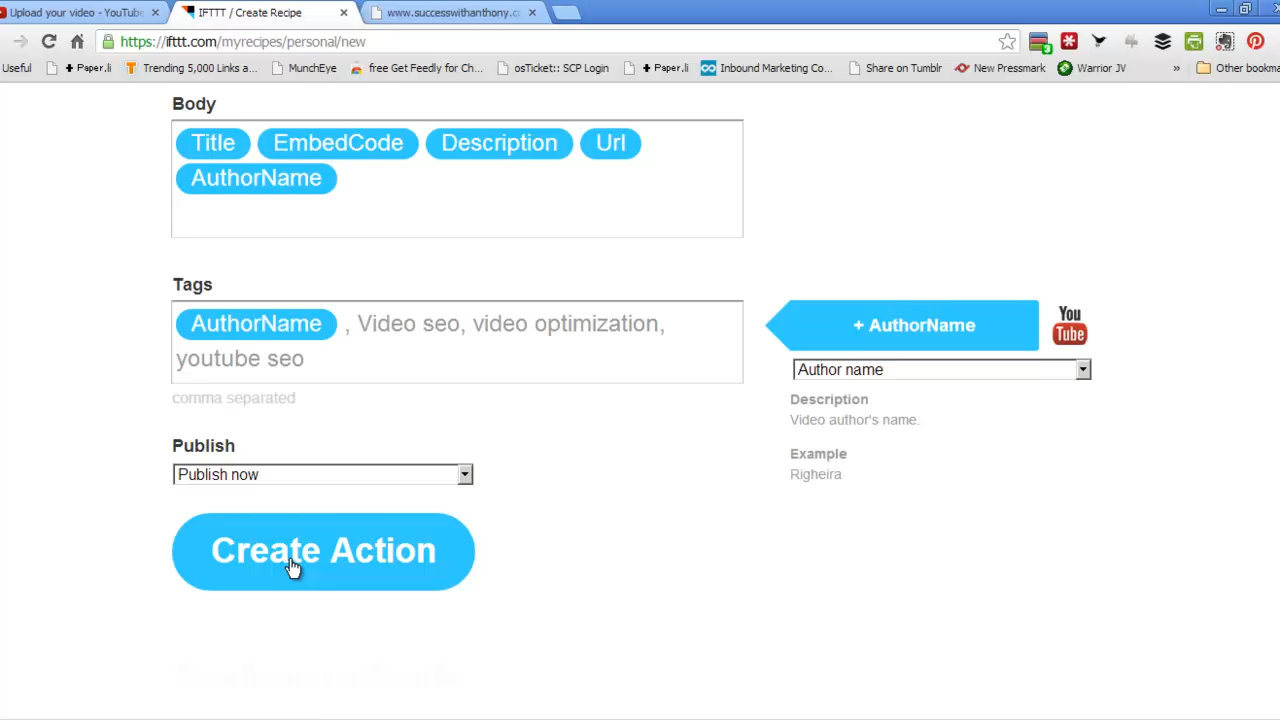 Upload your video - YouTube
IFTTT / Create Recipe
www.successwithanthony.c
https://ifttt.com/myrecipes/personal/new
3
Useful
+ Paper.li
Trending 5,000 Links a...
MunchEye
free Get Feedly for Ch...
osTicket:: SCP Login
+ Paper.li
Inbound Marketing Co...
Share on Tumblr
New Pressmark
Warrior JV
»
Other bookma
Body
Title EmbedCode Description Url
AuthorName
Tags
AuthorName , Video seo, video optimization,
youtube seo
comma separated
+ AuthorName
You
Tube
Author name
Description
Video author's name.
Example
Righeira
Publish
Publish now
Create Action